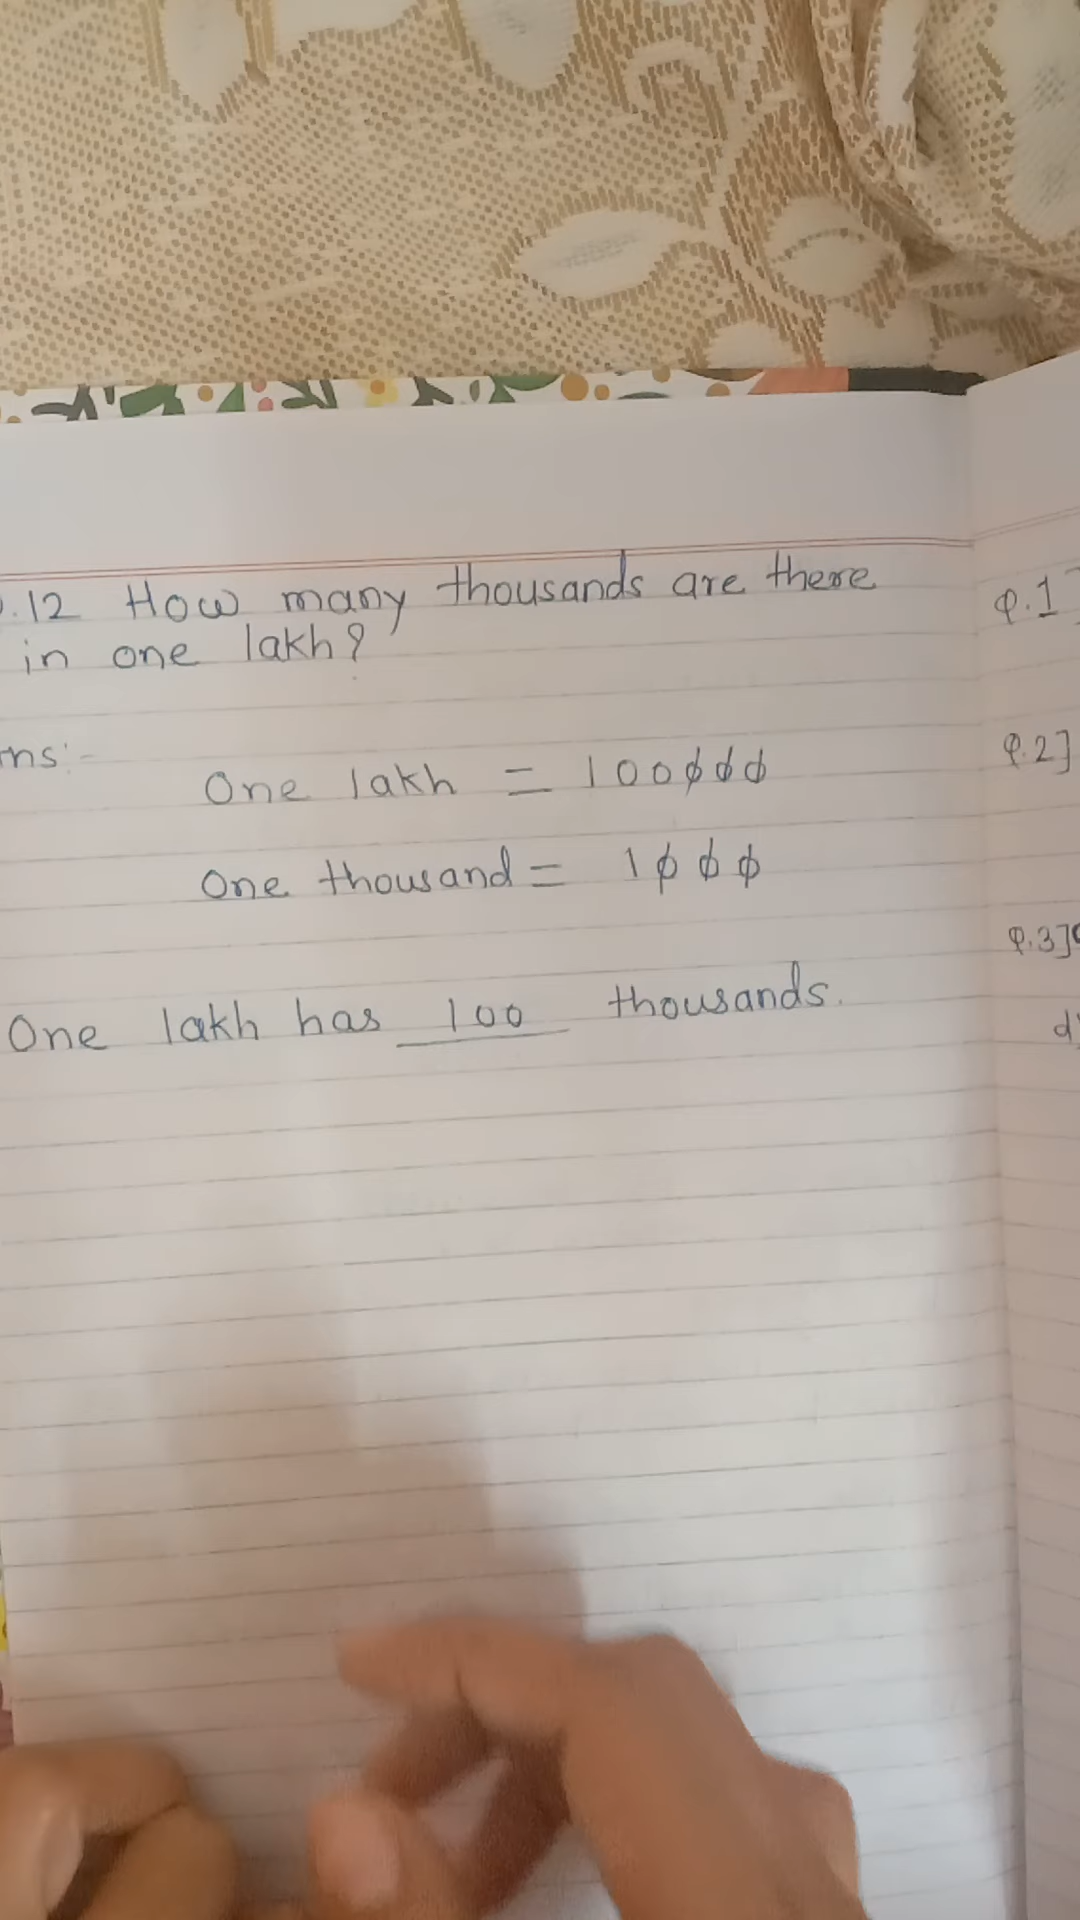 .12 How many thousands are there
in one lakh?
ns:-
One lakh = 100000
One thousand = 1000
One lakh has 100 thousands.
Q.1
Q.2]
Q.3]
d)